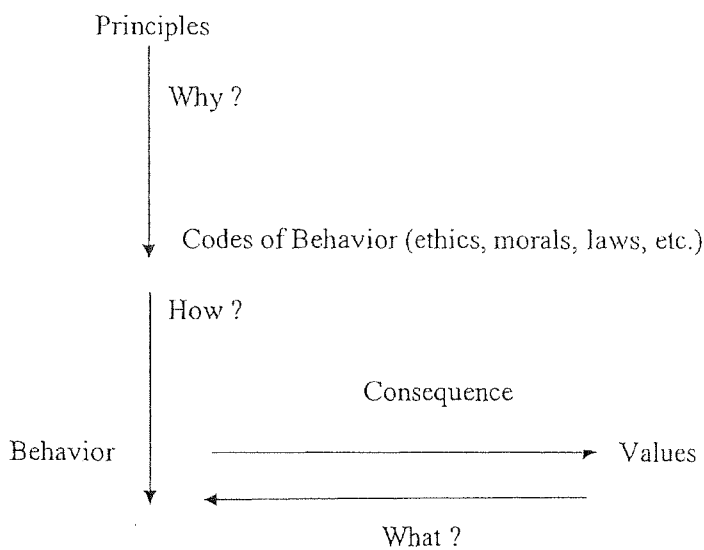 Principles
Why ?
Codes of Behavior (ethics, morals, laws, etc.)
How ?
Consequence
Behavior
Values
What ?